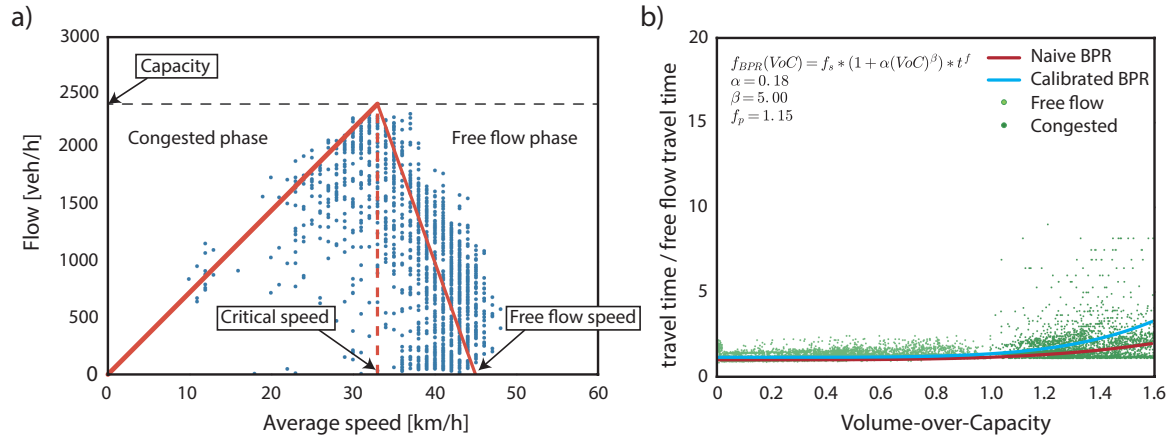 a)
3000
2500
2000
1500
1000
500
0
Flow [veh/h]
Capacity
Congested phase
Free flow phase
Critical speed
Free flow speed
0 10 20 30 40 50 60
Average speed [km/h]
b)
20
15
10
5
0
travel time / free flow travel time
f_{BPR}(VoC) = f_s * (1 + α(VoC)^β) * t^f
α = 0.18
β = 5.00
f_p = 1.15
Naive BPR
Calibrated BPR
Free flow
Congested
0 0.2 0.4 0.6 0.8 1.0 1.2 1.4 1.6
Volume-over-Capacity